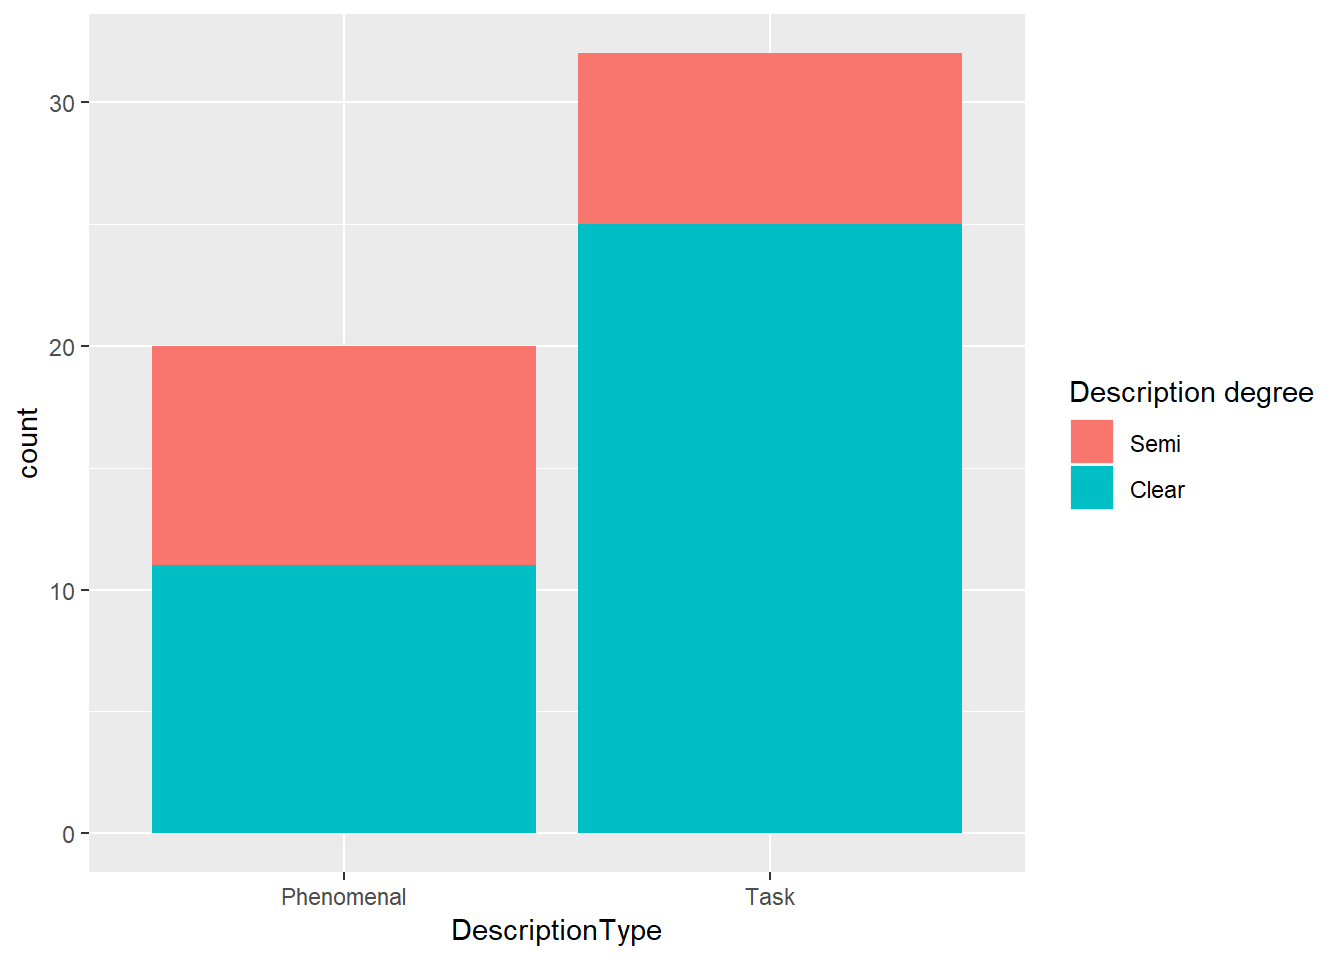 30
20
10
0
count
Phenomenal
Task
DescriptionType
Description degree
Semi
Clear